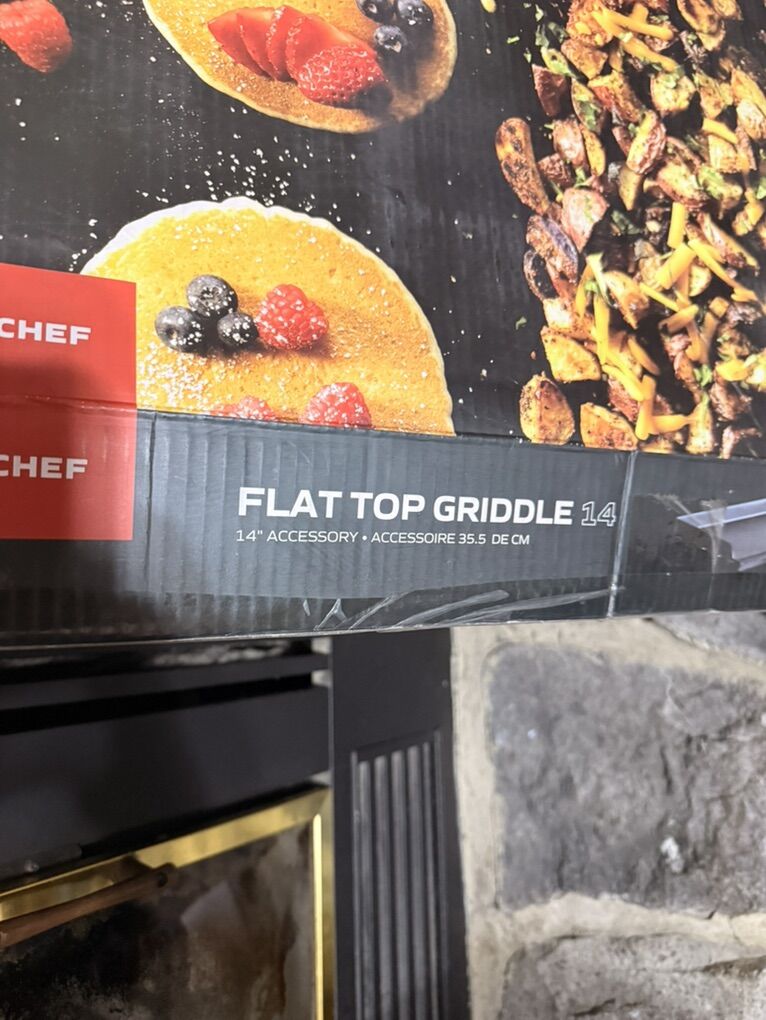 CHEF
CHEF
FLAT TOP GRIDDLE 14
14" ACCESSORY • ACCESSOIRE 35.5 DE CM